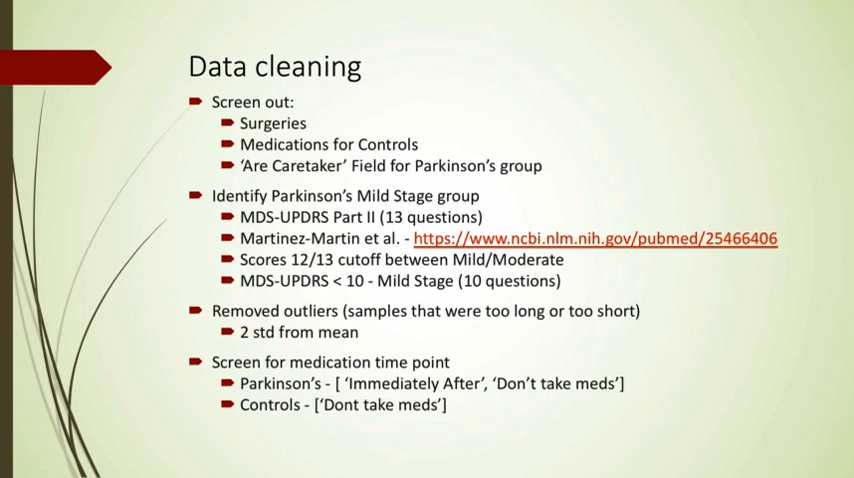 Data cleaning
Screen out:
Surgeries
Medications for Controls
‘Are Caretaker’ Field for Parkinson’s group
Identify Parkinson’s Mild Stage group
MDS-UPDRS Part II (13 questions)
Martinez-Martin et al. - https://www.ncbi.nlm.nih.gov/pubmed/25466406
Scores 12/13 cutoff between Mild/Moderate
MDS-UPDRS < 10 - Mild Stage (10 questions)
Removed outliers (samples that were too long or too short)
2 std from mean
Screen for medication time point
Parkinson’s - [ ‘Immediately After’, ‘Don’t take meds’]
Controls - [‘Dont take meds’]